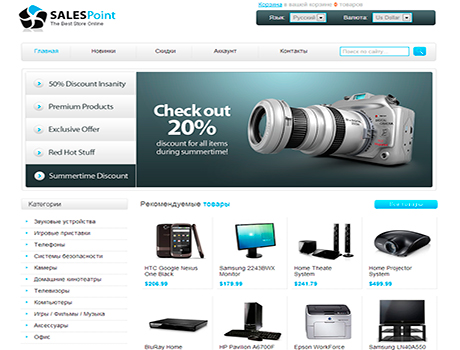 Корзина в вашей корзине 0 товаров
SALESPoint
The Best Store Online
Язык: Русский
Валюта: Us Dollar
Главная Новинки Скидки Аккаунт Контакты Поиск по сайту...
50% Discount Insanity
Premium Products
Exclusive Offer
Red Hot Stuff
Summertime Discount
Check out
20%
discount for all items
during summertime!
Категории
Рекомендуемые товары
Все товары
Звуковые устройства
Игровые приставки
Телефоны
Системы безопасности
Камеры
Домашние кинотеатры
Телевизоры
Компьютеры
Игры / Фильмы / Музыка
Аксессуары
Офис
HTC Google Nexus
One Black
$206.99
Samsung 2243BWX
Monitor
$179.99
Home Theate
System
$241.79
Home Projector
System
$499.99
BluRay Home
HP Pavilion A6700F
Epson WorkForce
Samsung LN40A550